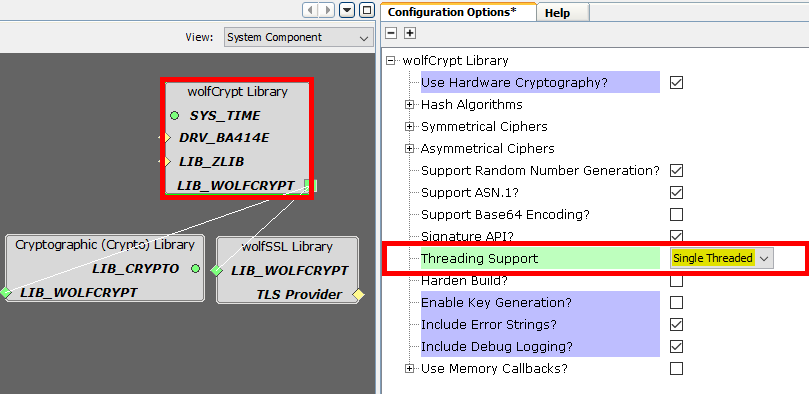 View: System Component
wolfCrypt Library
SYS_TIME
DRV_BA414E
LIB_ZLIB
LIB_WOLFCRYPT
Cryptographic (Crypto) Library
LIB_CRYPTO
LIB_WOLFCRYPT
wolfSSL Library
LIB_WOLFCRYPT
TLS Provider
Configuration Options*
Help
wolfCrypt Library
Use Hardware Cryptography?
Hash Algorithms
Symmetrical Ciphers
Asymmetrical Ciphers
Support Random Number Generation?
Support ASN.1?
Support Base64 Encoding?
Signature API?
Threading Support Single Threaded
Harden Build?
Enable Key Generation?
Include Error Strings?
Include Debug Logging?
Use Memory Callbacks?